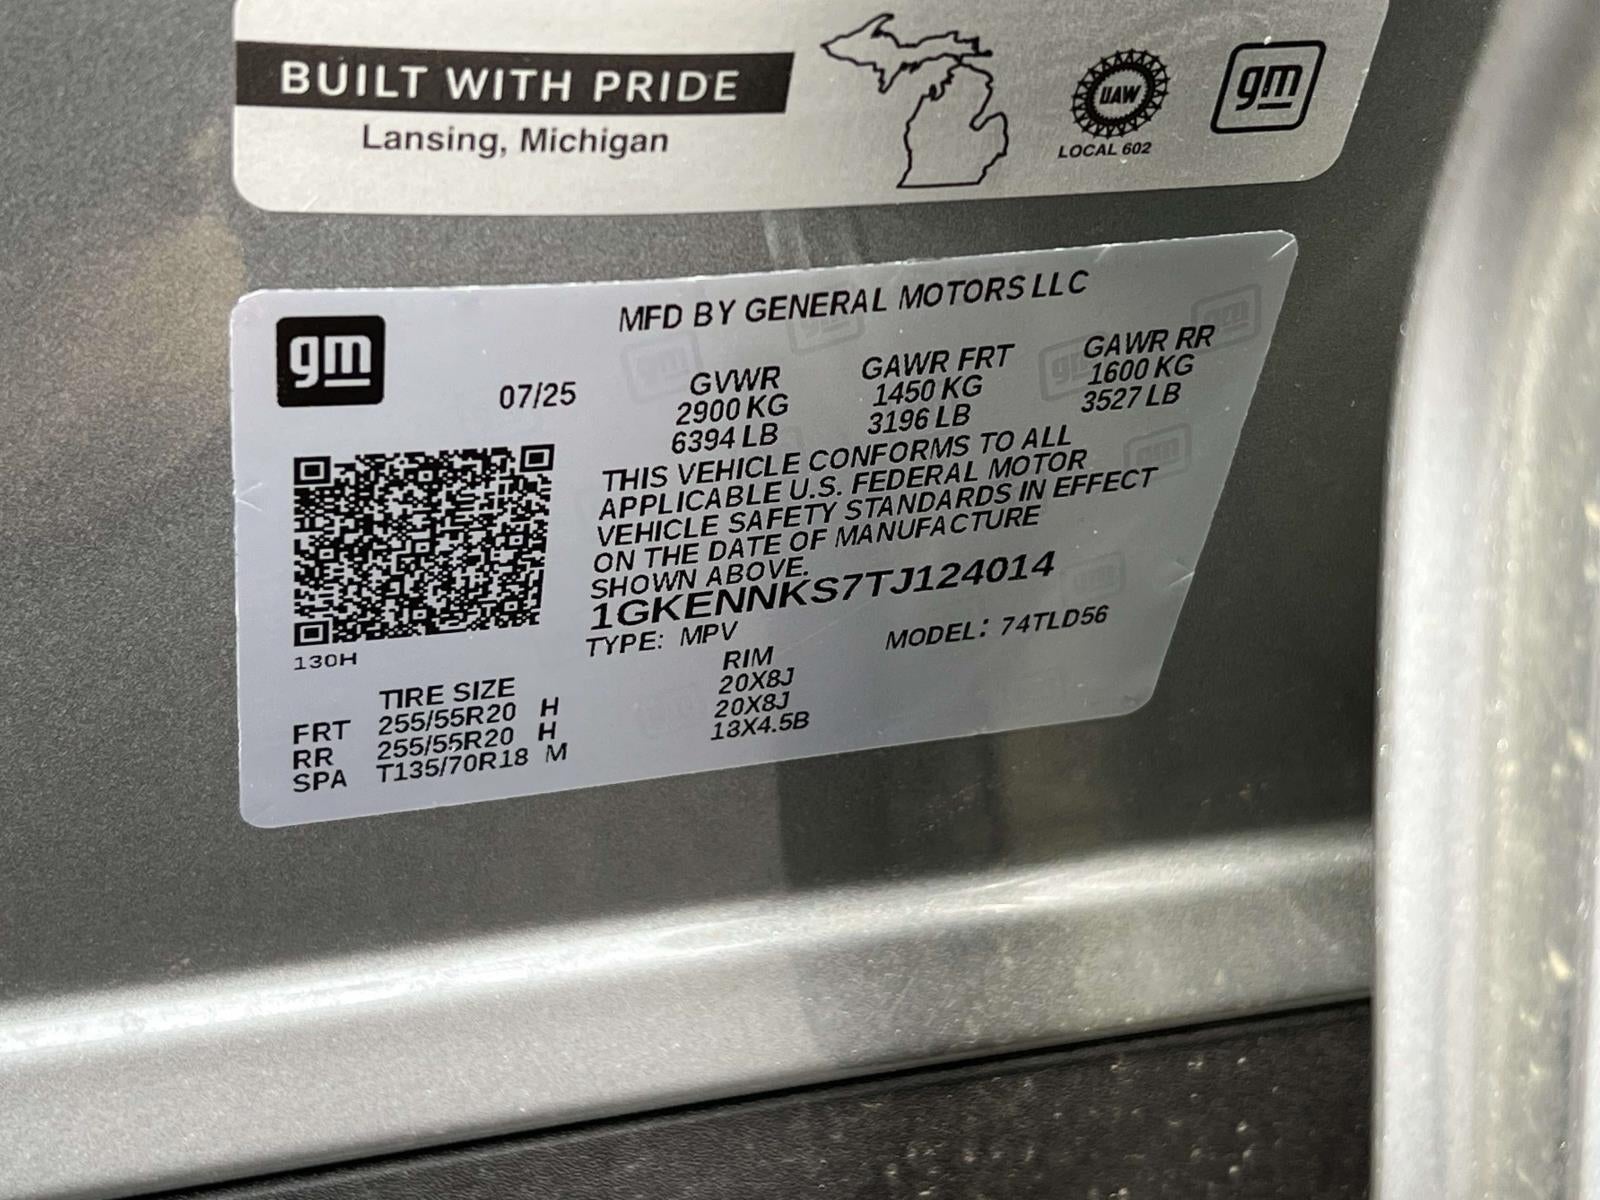 BUILT WITH PRIDE
Lansing, Michigan
UAW
LOCAL 602
gm
gm
MFD BY GENERAL MOTORS LLC
07/25
GVWR GAWR FRT GAWR RR
2900 KG 1450 KG 1600 KG
6394 LB 3196 LB 3527 LB
THIS VEHICLE CONFORMS TO ALL
APPLICABLE U.S. FEDERAL MOTOR
VEHICLE SAFETY STANDARDS IN EFFECT
ON THE DATE OF MANUFACTURE
SHOWN ABOVE.
1GKENNKS7TJ124014
TYPE: MPV MODEL: 74TLD56
130H
TIRE SIZE RIM
FRT 255/55R20 H 20X8J
RR 255/55R20 H 20X8J
SPA T135/70R18 M 18X4.5B